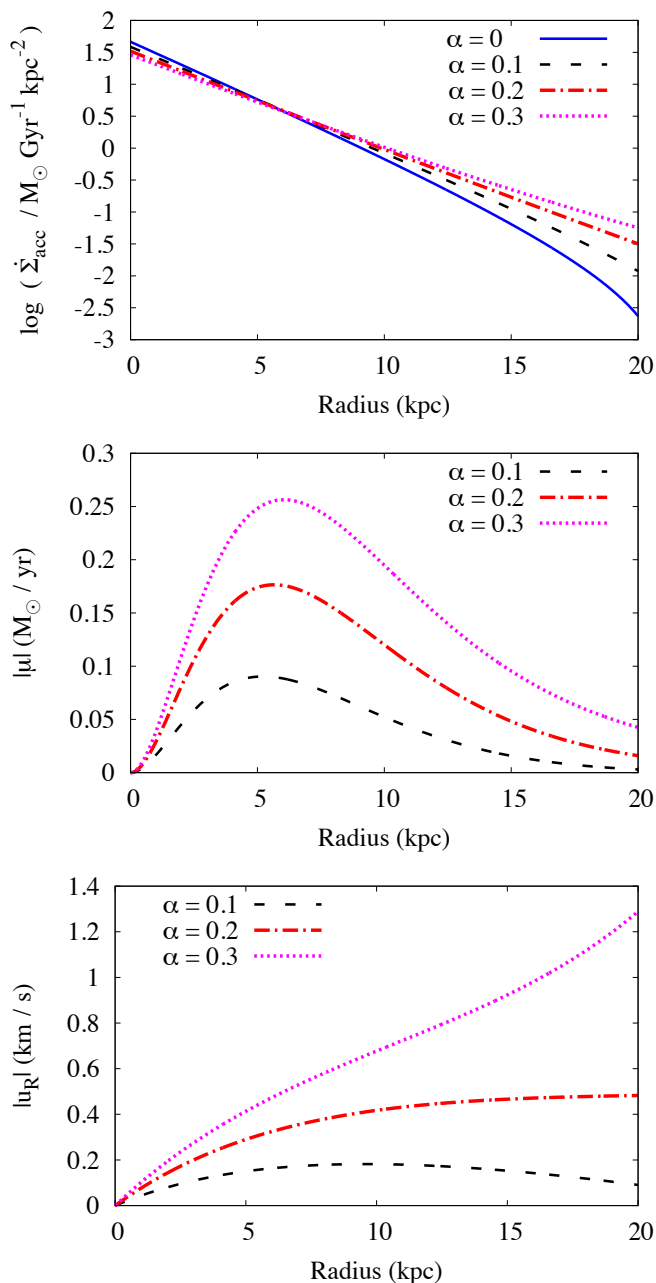 2
1.5
1
0.5
0
-0.5
-1
-1.5
-2
-2.5
-3
log ( Σ̇acc / M☉ Gyr⁻¹ kpc⁻² )
α = 0
α = 0.1
α = 0.2
α = 0.3
0 5 10 15 20
Radius (kpc)
0.3
0.25
0.2
0.15
0.1
0.05
0
|μ| (M☉ / yr)
α = 0.1
α = 0.2
α = 0.3
0 5 10 15 20
Radius (kpc)
1.4
1.2
1
0.8
0.6
0.4
0.2
0
|uR| (km / s)
α = 0.1
α = 0.2
α = 0.3
0 5 10 15 20
Radius (kpc)